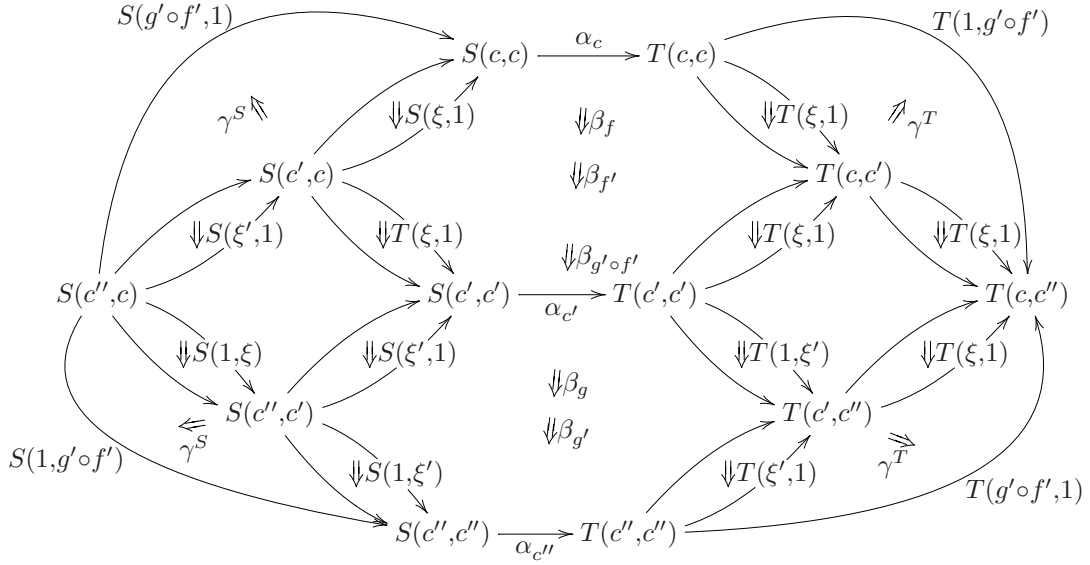 S(g′∘f′,1) T(1,g′∘f′)
S(c,c) α_c T(c,c)
γ^S ⇓S(ξ,1) ⇓β_f ⇓T(ξ,1) γ^T
S(c′,c) ⇓β_{f′} T(c,c′)
⇓S(ξ′,1) ⇓T(ξ,1) ⇓β_{g′∘f′} ⇓T(ξ,1) ⇓T(ξ,1)
S(c″,c) S(c′,c′) α_{c′} T(c′,c′) T(c,c″)
⇓S(1,ξ) ⇓S(ξ′,1) ⇓T(1,ξ′) ⇓T(ξ,1)
⇓β_g
S(c″,c′) ⇓β_{g′} T(c′,c″)
S(1,g′∘f′) γ^S ⇓S(1,ξ′) ⇓T(ξ′,1) γ^T T(g′∘f′,1)
S(c″,c″) α_{c″} T(c″,c″)